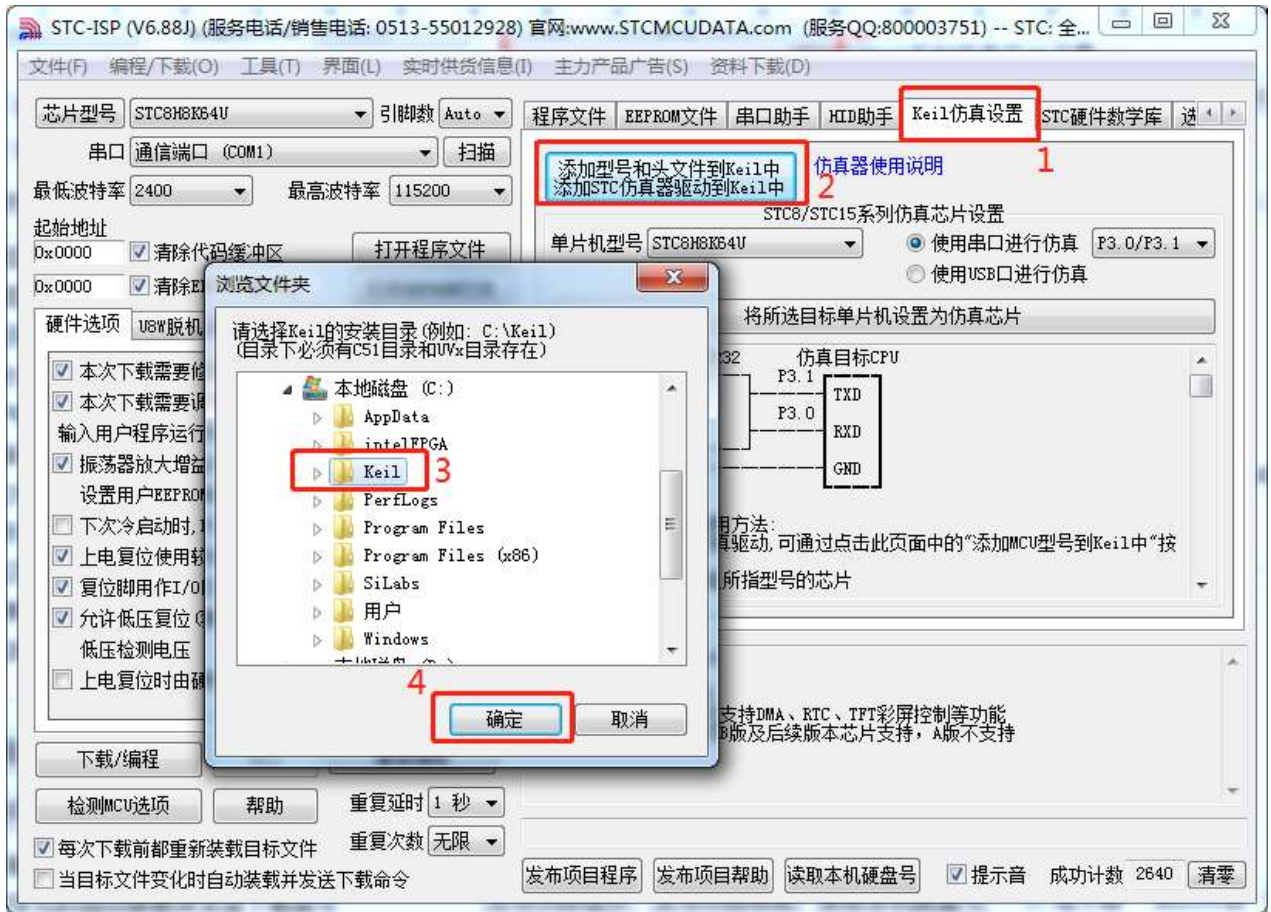 STC-ISP (V6.88J) (服务电话/销售电话: 0513-55012928) 官网:www.STCMCUDATA.com (服务QQ:800003751) -- STC: 全...
文件(F) 编程/下载(O) 工具(T) 界面(L) 实时供货信息(I) 主力产品广告(S) 资料下载(D)
芯片型号 STC8H8K64U 引脚数 Auto
串口 通信端口 (COM1) 扫描
最低波特率 2400 最高波特率 115200
起始地址
0x0000 清除代码缓冲区 打开程序文件
0x0000
硬件选项 U8W脱机
本次下载需要
本次下载需要
输入用户程序运行
振荡器放大增益
设置用户EEPROM
下次冷启动时,
上电复位使用
复位脚用作I/O
允许低压复位
低压检测电压
上电复位时由
下载/编程
检测MCU选项 帮助 重复延时 1 秒
重复次数 无限
每次下载前都重新装载目标文件
当目标文件变化时自动装载并发送下载命令
程序文件 EEPROM文件 串口助手 HID助手 Keil仿真设置 STC硬件数学库 选
1
添加型号和头文件到Keil中
添加STC仿真器驱动到Keil中
2
仿真器使用说明
STC8/STC15系列仿真芯片设置
单片机型号 STC8H8K64U 使用串口进行仿真 P3.0/P3.1
使用USB口进行仿真
将所选目标单片机设置为仿真芯片
232 仿真目标CPU
P3.1 TXD
P3.0 RXD
GND
用方法:
真驱动,可通过点击此页面中的"添加MCU型号到Keil中"按
所指型号的芯片
支持DMA、RTC、TFT彩屏控制等功能
B版及后续版本芯片支持，A版不支持
发布项目程序 发布项目帮助 读取本机硬盘号 提示音 成功计数 2640 清零
浏览文件夹
请选择Keil的安装目录(例如: C:\Keil)
(目录下必须有C51目录和UVx目录存在)
本地磁盘 (C:)
AppData
intelFPGA
Keil
3
PerfLogs
Program Files
Program Files (x86)
SiLabs
用户
Windows
4
确定 取消